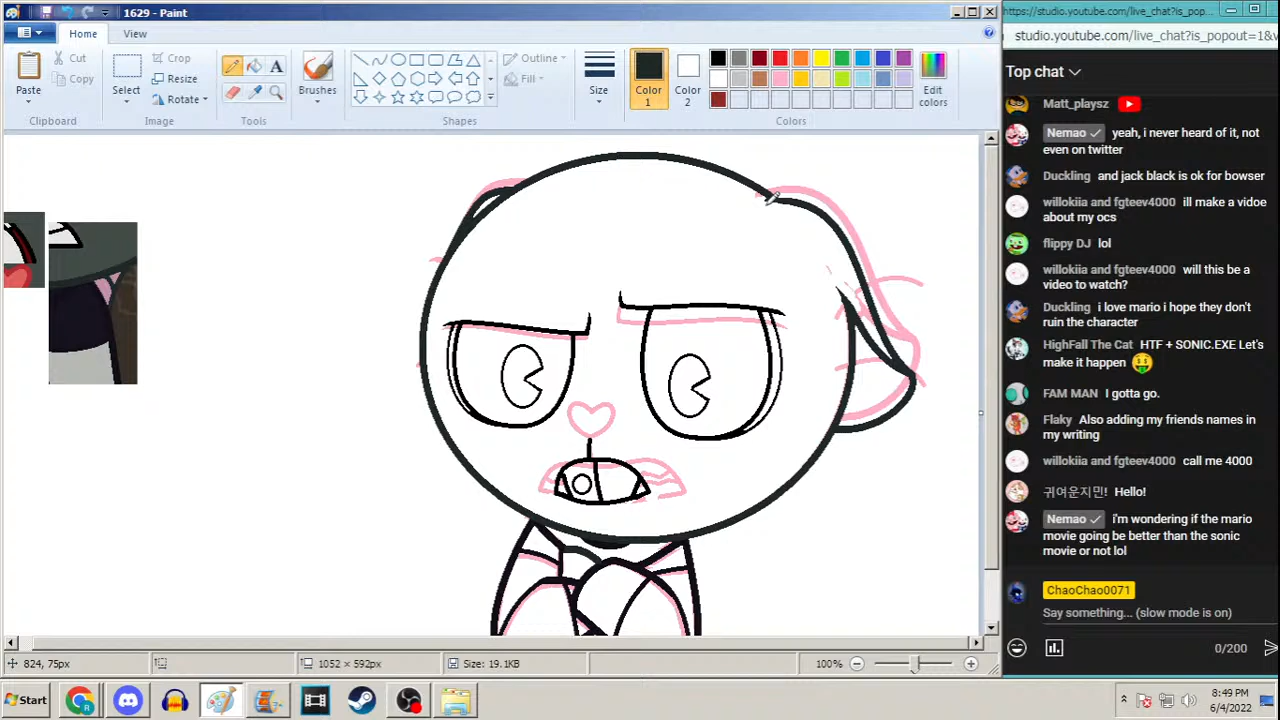 1629 - Paint
Home
View
Paste
Cut
Copy
Clipboard
Select
Crop
Resize
Rotate
Image
A
Tools
Brushes
Outline
Fill
Shapes
Size
Color
1
Color
2
Edit
colors
Colors
824, 75px
1052 × 592px
Size: 19.1KB
100%
Start
8:49 PM
6/4/2022
https://studio.youtube.com/live_chat?is_pop...
studio.youtube.com/live_chat?is_popout=1&v
Top chat
Matt_playsz
Nemao yeah, i never heard of it, not
even on twitter
Duckling and jack black is ok for bowser
willokiia and fgteev4000 ill make a vidoe
about my ocs
flippy DJ lol
willokiia and fgteev4000 will this be a
video to watch?
Duckling i love mario i hope they don't
ruin the character
HighFall The Cat HTF + SONIC.EXE Let's
make it happen
FAM MAN I gotta go.
Flaky Also adding my friends names in
my writing
willokiia and fgteev4000 call me 4000
귀여운지민! Hello!
Nemao i'm wondering if the mario
movie going be better than the sonic
movie or not lol
ChaoChao0071
Say something... (slow mode is on)
0/200